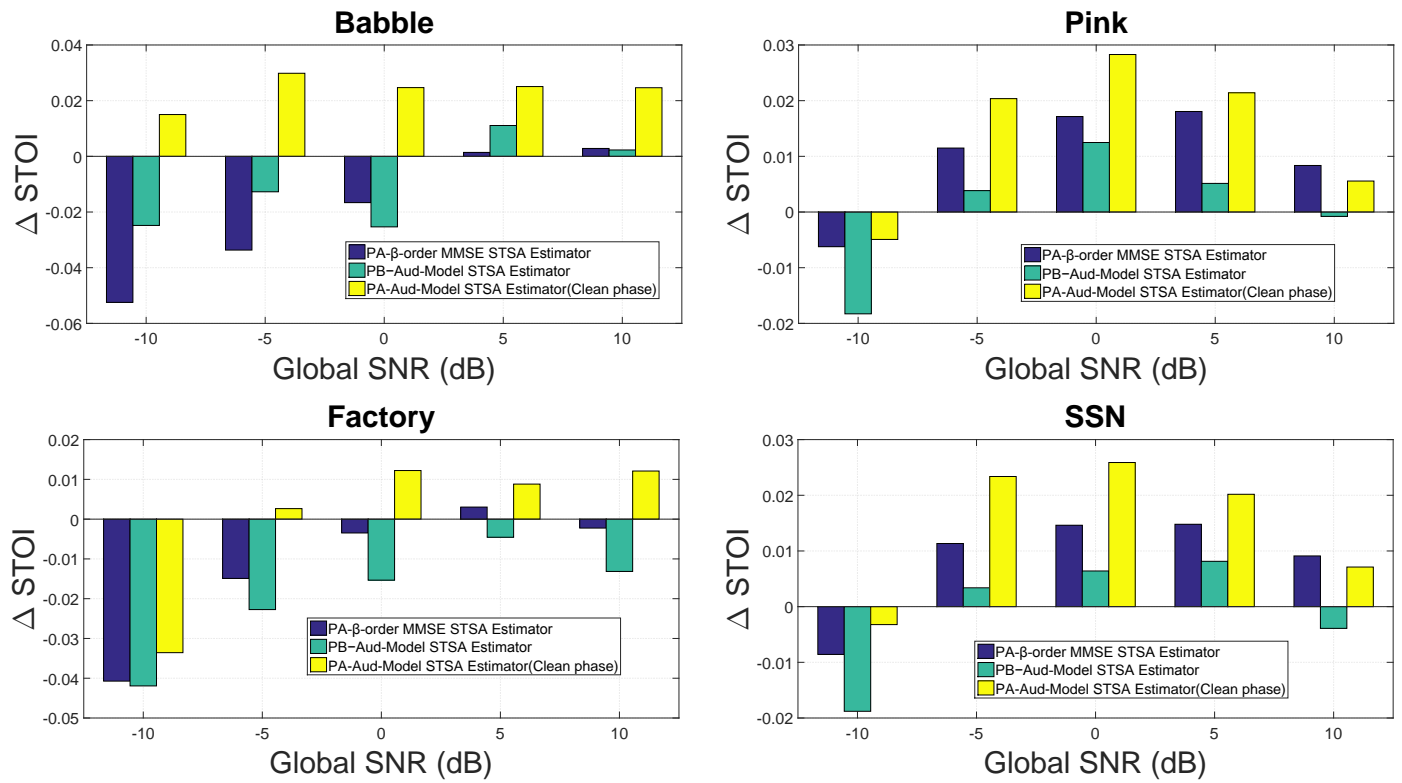 Babble
0.04
0.02
0
-0.02
-0.04
-0.06
Δ STOI
PA-β-order MMSE STSA Estimator
PB−Aud-Model STSA Estimator
PA-Aud-Model STSA Estimator(Clean phase)
-10 -5 0 5 10
Global SNR (dB)
Pink
0.03
0.02
0.01
0
-0.01
-0.02
Δ STOI
PA-β-order MMSE STSA Estimator
PB−Aud-Model STSA Estimator
PA-Aud-Model STSA Estimator(Clean phase)
-10 -5 0 5 10
Global SNR (dB)
Factory
0.02
0.01
0
-0.01
-0.02
-0.03
-0.04
-0.05
Δ STOI
PA-β-order MMSE STSA Estimator
PB−Aud-Model STSA Estimator
PA-Aud-Model STSA Estimator(Clean phase)
-10 -5 0 5 10
Global SNR (dB)
SSN
0.03
0.02
0.01
0
-0.01
-0.02
Δ STOI
PA-β-order MMSE STSA Estimator
PB−Aud-Model STSA Estimator
PA-Aud-Model STSA Estimator(Clean phase)
-10 -5 0 5 10
Global SNR (dB)